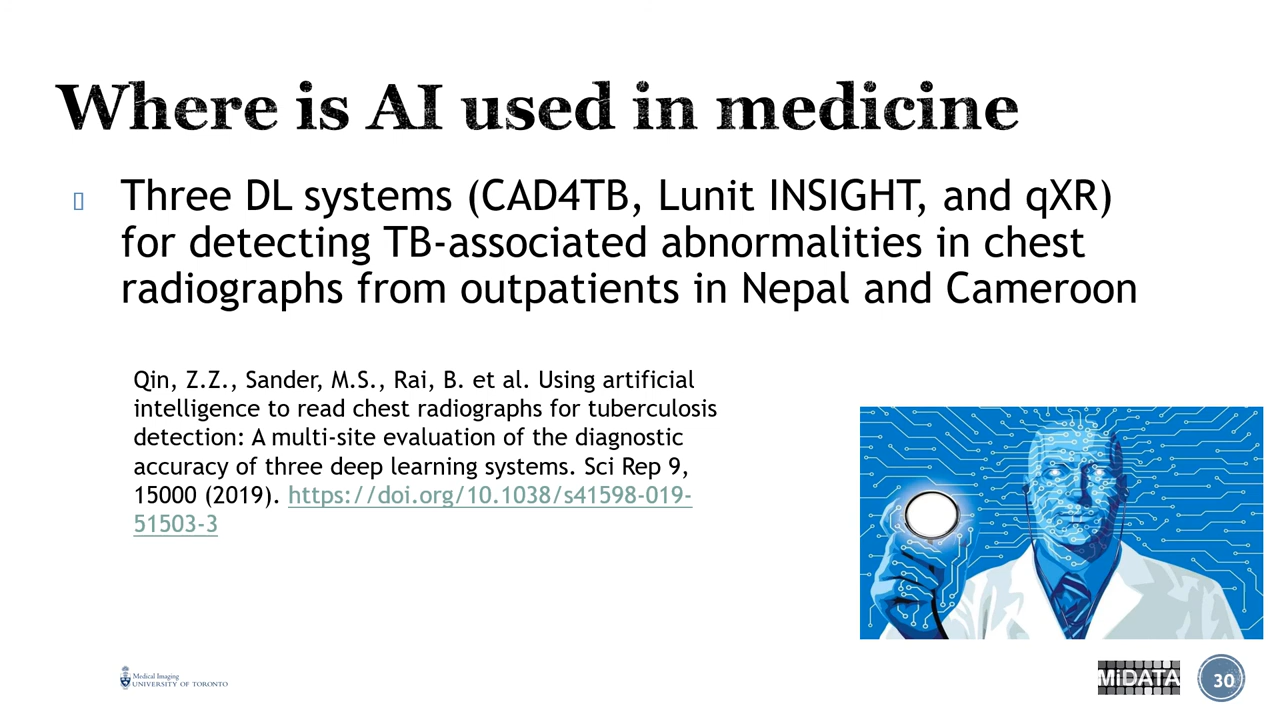 Where is AI used in medicine
Three DL systems (CAD4TB, Lunit INSIGHT, and qXR)
for detecting TB-associated abnormalities in chest
radiographs from outpatients in Nepal and Cameroon
Qin, Z.Z., Sander, M.S., Rai, B. et al. Using artificial
intelligence to read chest radiographs for tuberculosis
detection: A multi-site evaluation of the diagnostic
accuracy of three deep learning systems. Sci Rep 9,
15000 (2019). https://doi.org/10.1038/s41598-019-
51503-3
Medical Imaging
UNIVERSITY OF TORONTO
MiDATA
30